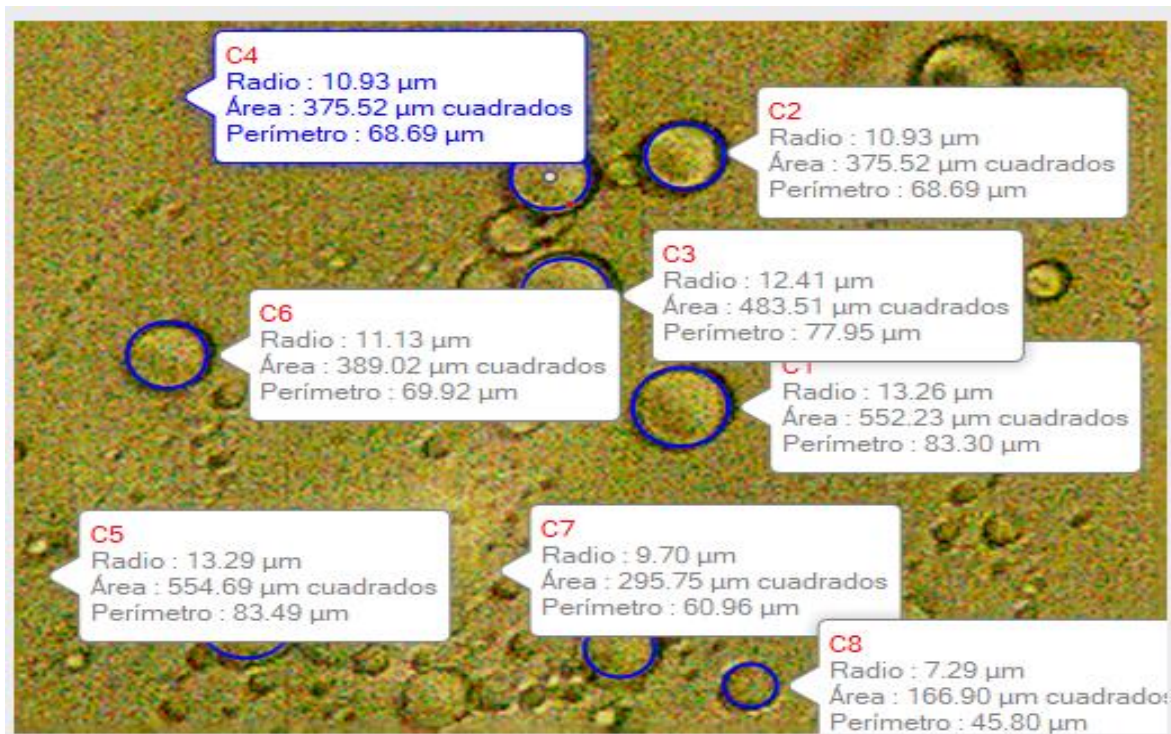 C4
Radio : 10.93 µm
Área : 375.52 µm cuadrados
Perímetro : 68.69 µm
C2
Radio : 10.93 µm
Área : 375.52 µm cuadrados
Perímetro : 68.69 µm
C3
Radio : 12.41 µm
Área : 483.51 µm cuadrados
Perímetro : 77.95 µm
C6
Radio : 11.13 µm
Área : 389.02 µm cuadrados
Perímetro : 69.92 µm
C1
Radio : 13.26 µm
Área : 552.23 µm cuadrados
Perímetro : 83.30 µm
C5
Radio : 13.29 µm
Área : 554.69 µm cuadrados
Perímetro : 83.49 µm
C7
Radio : 9.70 µm
Área : 295.75 µm cuadrados
Perímetro : 60.96 µm
C8
Radio : 7.29 µm
Área : 166.90 µm cuadrados
Perímetro : 45.80 µm